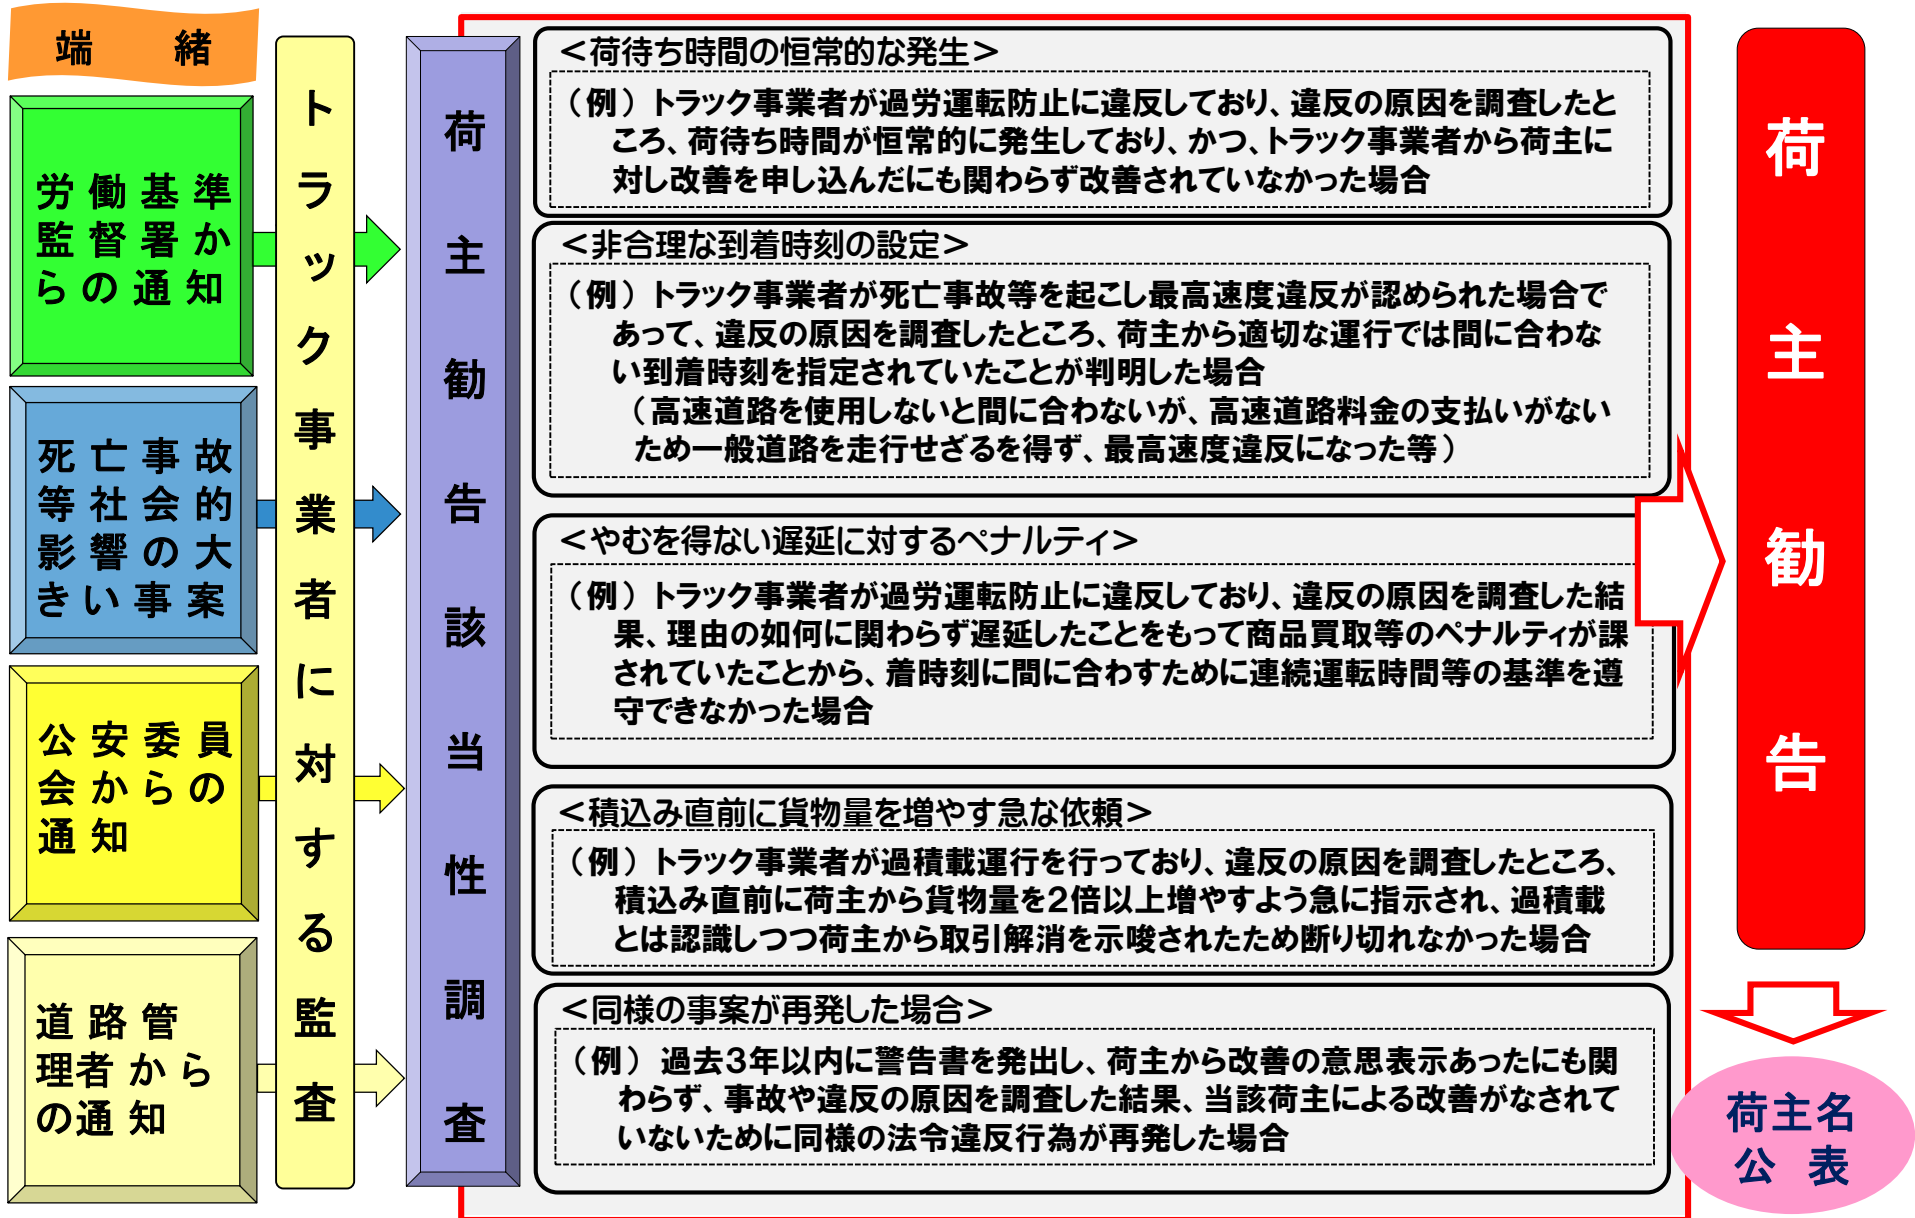 端　　緒
労働基準
監督署か
らの通知
死亡事故
等社会的
影響の大
きい事案
公安委員
会からの
通知
道路管
理者から
の通知
トラック事業者に対する監査
荷主勧告該当性調査
＜荷待ち時間の恒常的な発生＞
（例）トラック事業者が過労運転防止に違反しており、違反の原因を調査したと
ころ、荷待ち時間が恒常的に発生しており、かつ、トラック事業者から荷主に
対し改善を申し込んだにも関わらず改善されていなかった場合
＜非合理な到着時刻の設定＞
（例）トラック事業者が死亡事故等を起こし最高速度違反が認められた場合で
あって、違反の原因を調査したところ、荷主から適切な運行では間に合わな
い到着時刻を指定されていたことが判明した場合
（高速道路を使用しないと間に合わないが、高速道路料金の支払いがない
ため一般道路を走行せざるを得ず、最高速度違反になった等）
＜やむを得ない遅延に対するペナルティ＞
（例）トラック事業者が過労運転防止に違反しており、違反の原因を調査した結
果、理由の如何に関わらず遅延したことをもって商品買取等のペナルティが課
されていたことから、着時刻に間に合わすために連続運転時間等の基準を遵
守できなかった場合
＜積込み直前に貨物量を増やす急な依頼＞
（例）トラック事業者が過積載運行を行っており、違反の原因を調査したところ、
積込み直前に荷主から貨物量を２倍以上増やすよう急に指示され、過積載
とは認識しつつ荷主から取引解消を示唆されたため断り切れなかった場合
＜同様の事案が再発した場合＞
（例） 過去３年以内に警告書を発出し、荷主から改善の意思表示あったにも関
わらず、事故や違反の原因を調査した結果、当該荷主による改善がなされて
いないために同様の法令違反行為が再発した場合
荷主勧告
荷主名
公　表